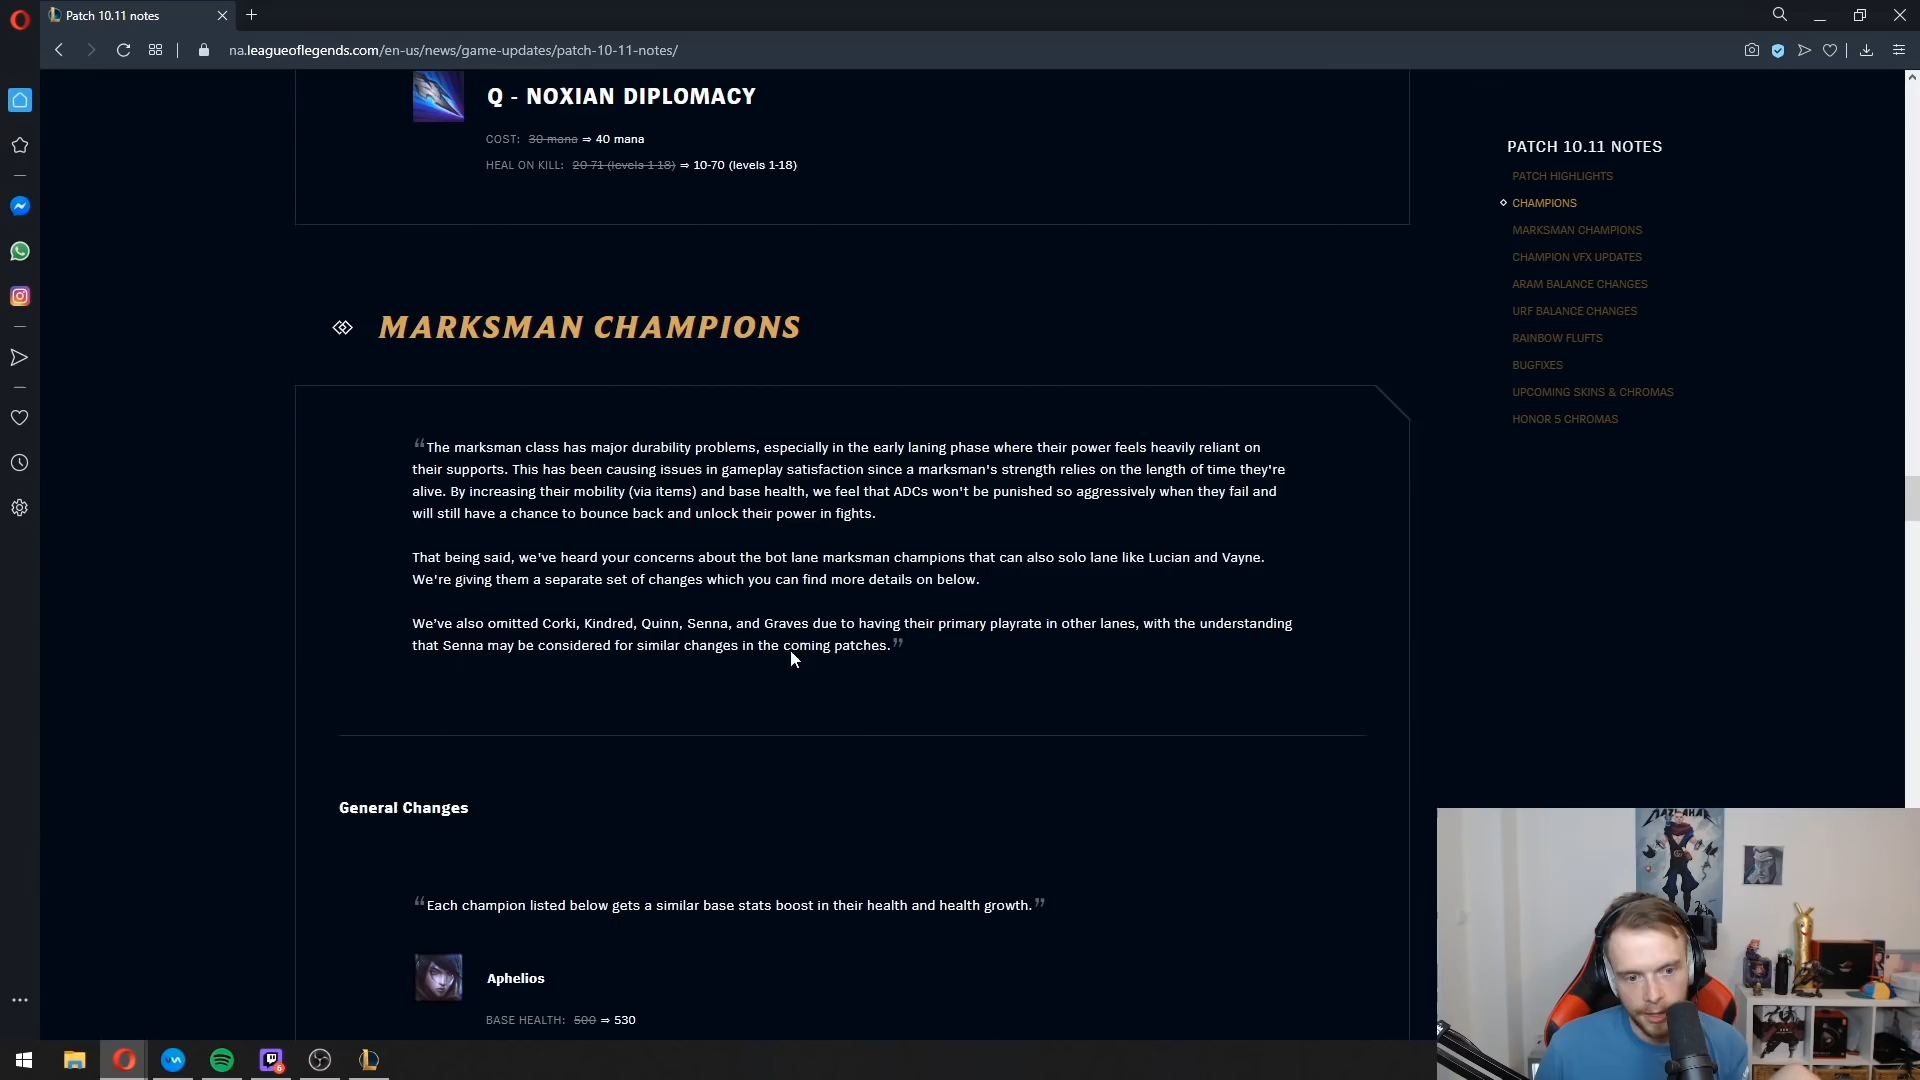 Patch 10.11 notes
na.leagueoflegends.com/en-us/news/game-updates/patch-10-11-notes/
Q - NOXIAN DIPLOMACY
COST: 30 mana ⇒ 40 mana
HEAL ON KILL: 20-71 (levels 1-18) ⇒ 10-70 (levels 1-18)
MARKSMAN CHAMPIONS
“The marksman class has major durability problems, especially in the early laning phase where their power feels heavily reliant on
their supports. This has been causing issues in gameplay satisfaction since a marksman's strength relies on the length of time they're
alive. By increasing their mobility (via items) and base health, we feel that ADCs won't be punished so aggressively when they fail and
will still have a chance to bounce back and unlock their power in fights.
That being said, we've heard your concerns about the bot lane marksman champions that can also solo lane like Lucian and Vayne.
We're giving them a separate set of changes which you can find more details on below.
We’ve also omitted Corki, Kindred, Quinn, Senna, and Graves due to having their primary playrate in other lanes, with the understanding
that Senna may be considered for similar changes in the coming patches.”
General Changes
“Each champion listed below gets a similar base stats boost in their health and health growth.”
Aphelios
BASE HEALTH: 500 ⇒ 530
PATCH 10.11 NOTES
PATCH HIGHLIGHTS
CHAMPIONS
MARKSMAN CHAMPIONS
CHAMPION VFX UPDATES
ARAM BALANCE CHANGES
URF BALANCE CHANGES
RAINBOW FLUFTS
BUGFIXES
UPCOMING SKINS & CHROMAS
HONOR 5 CHROMAS
6